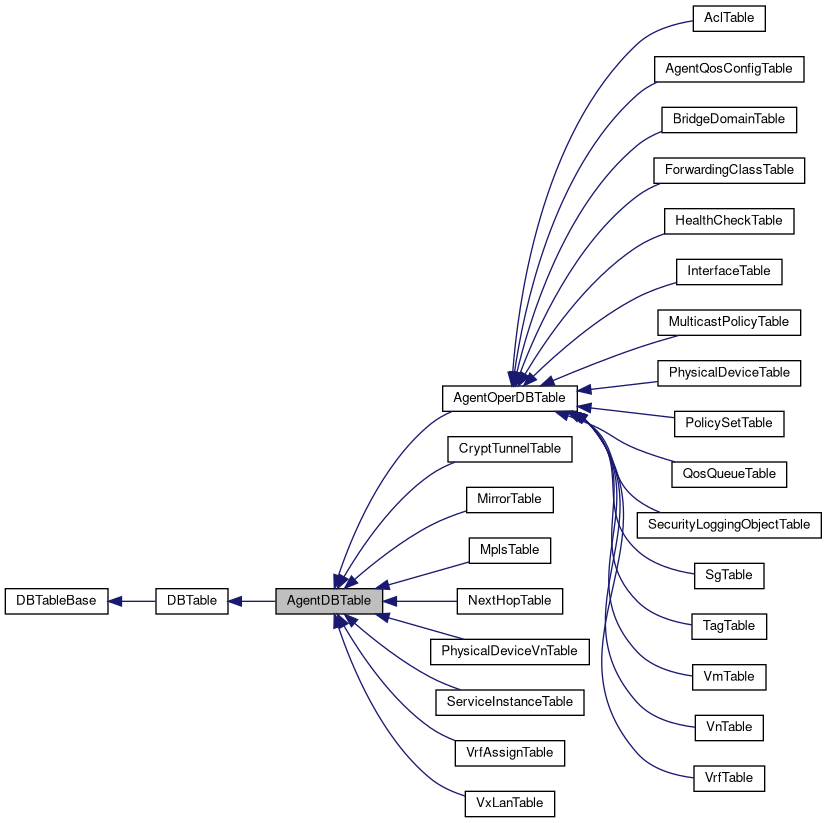 AclTable
AgentQosConfigTable
BridgeDomainTable
ForwardingClassTable
HealthCheckTable
InterfaceTable
MulticastPolicyTable
PhysicalDeviceTable
AgentOperDBTable
PolicySetTable
CryptTunnelTable
QosQueueTable
MirrorTable
SecurityLoggingObjectTable
MplsTable
SgTable
DBTableBase
DBTable
AgentDBTable
NextHopTable
TagTable
PhysicalDeviceVnTable
VmTable
ServiceInstanceTable
VnTable
VrfAssignTable
VrfTable
VxLanTable